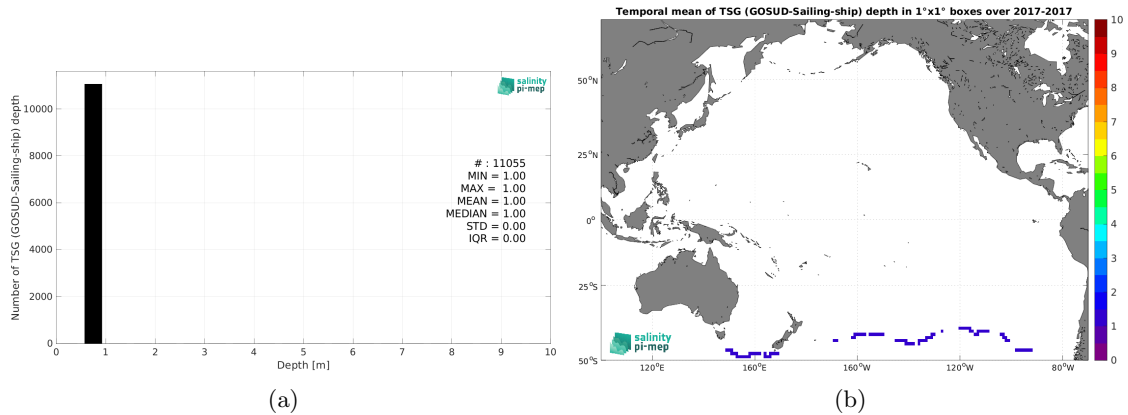 Number of TSG (GOSUD-Sailing-ship) depth
10000
8000
6000
4000
2000
0
0 1 2 3 4 5 6 7 8 9 10
Depth [m]
salinity
pi-mep
# : 11055
MIN = 1.00
MAX = 1.00
MEAN = 1.00
MEDIAN = 1.00
STD = 0.00
IQR = 0.00
(a)
Temporal mean of TSG (GOSUD-Sailing-ship) depth in 1°x1° boxes over 2017-2017
50°N
25°N
0°
25°S
50°S
120°E 160°E 160°W 120°W 80°W
salinity
pi-mep
10
9
8
7
6
5
4
3
2
1
0
(b)